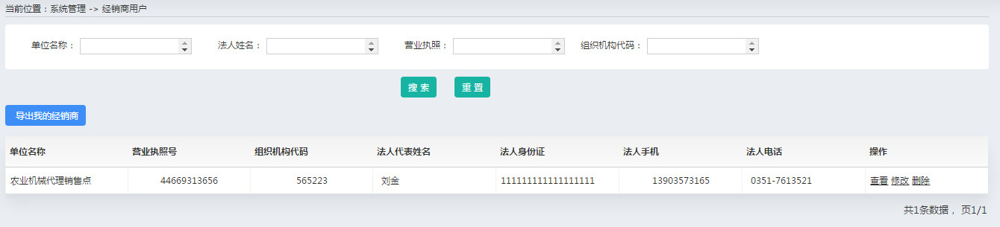 当前位置：系统管理 -> 经销商用户
单位名称： 法人姓名： 营业执照： 组织机构代码：
搜 索 重 置
导出我的经销商
单位名称 营业执照号 组织机构代码 法人代表姓名 法人身份证 法人手机 法人电话 操作
农业机械代理销售点 44669313656 565223 刘金 111111111111111111 13903573165 0351-7613521 查看 修改 删除
共1条数据 ，页1/1